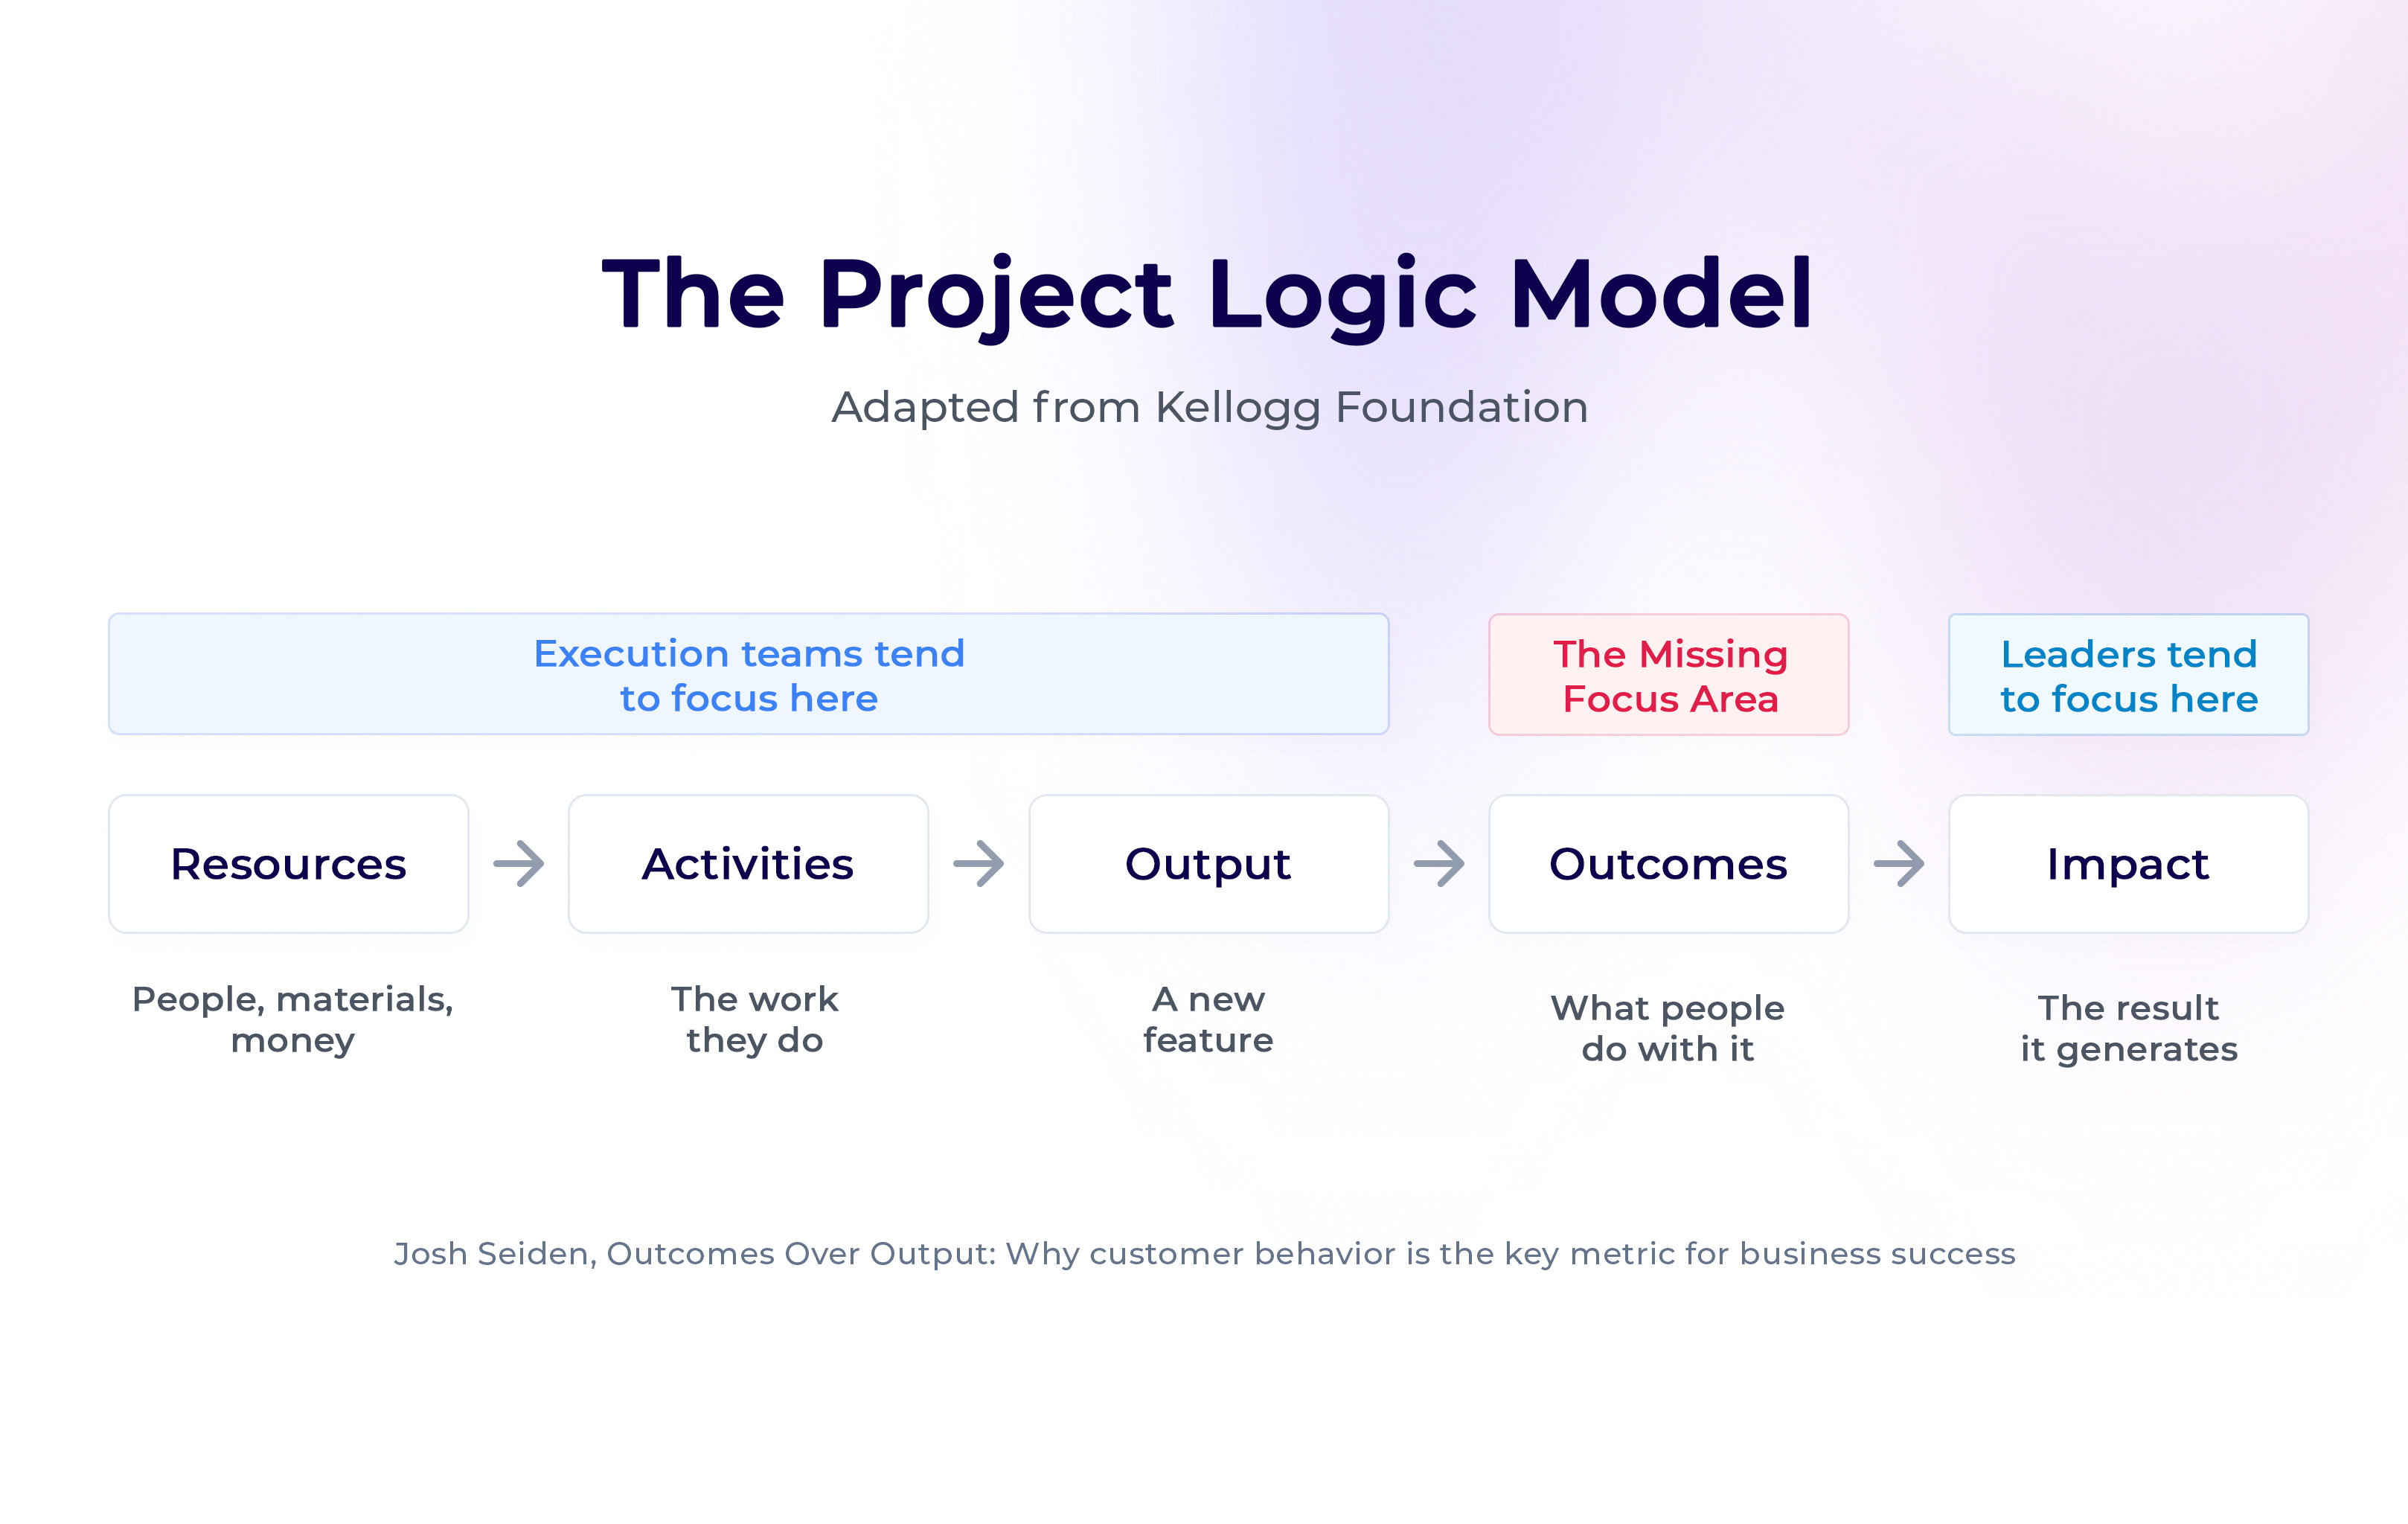 The Project Logic Model
Adapted from Kellogg Foundation
Execution teams tend
to focus here
The Missing
Focus Area
Leaders tend
to focus here
Resources
Activities
Output
Outcomes
Impact
People, materials,
money
The work
they do
A new
feature
What people
do with it
The result
it generates
Josh Seiden, Outcomes Over Output: Why customer behavior is the key metric for business success